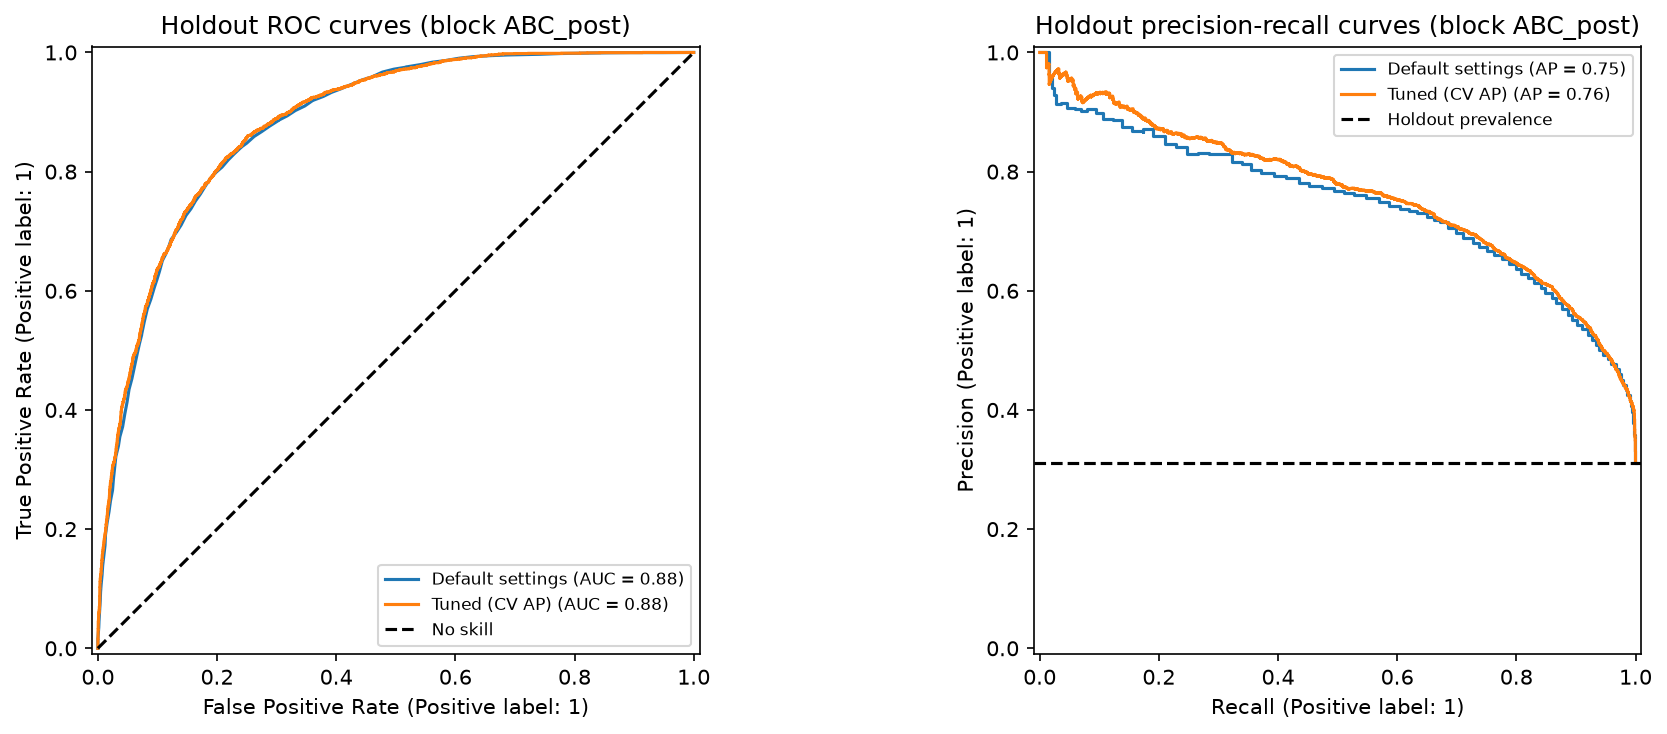 Holdout ROC curves (block ABC_post)
1.0
0.8
0.6
0.4
0.2
0.0
True Positive Rate (Positive label: 1)
0.0 0.2 0.4 0.6 0.8 1.0
False Positive Rate (Positive label: 1)
Default settings (AUC = 0.88)
Tuned (CV AP) (AUC = 0.88)
No skill
Holdout precision-recall curves (block ABC_post)
1.0
0.8
0.6
0.4
0.2
0.0
Precision (Positive label: 1)
0.0 0.2 0.4 0.6 0.8 1.0
Recall (Positive label: 1)
Default settings (AP = 0.75)
Tuned (CV AP) (AP = 0.76)
Holdout prevalence